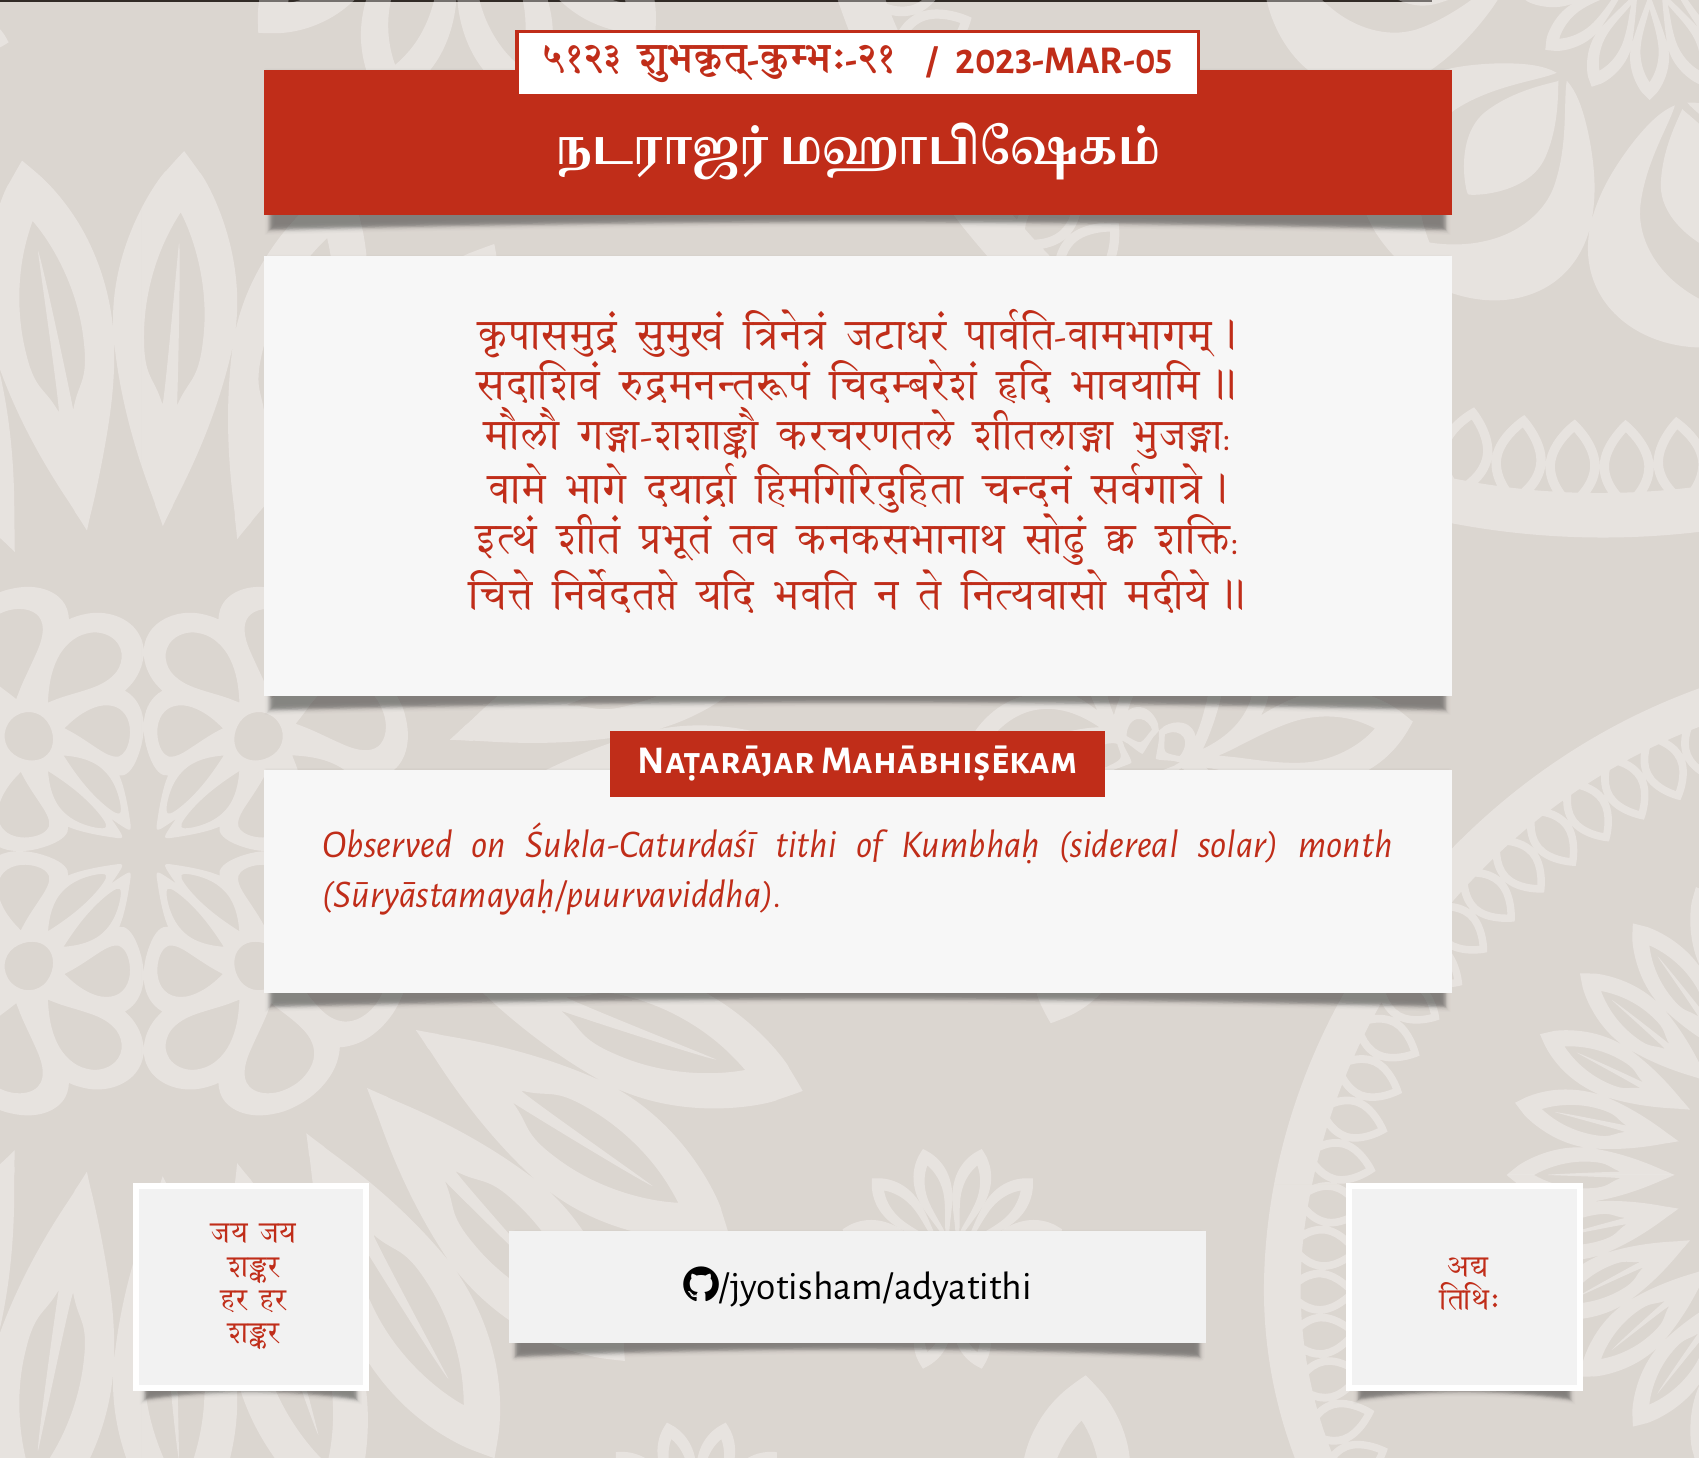 ५१२३ शुभकृत्-कुम्भः-२१ / 2023-MAR-05
நடராஜர் மஹாபிஷேகம்
कृपासमुद्रं सुमुखं त्रिनेत्रं जटाधरं पार्वति-वामभागम् ।
सदाशिवं रुद्रमनन्तरूपं चिदम्बरेशं हृदि भावयामि ॥
मौलौ गङ्गा-शशाङ्कौ करचरणतले शीतलाङ्गा भुजङ्गाः
वामे भागे दयार्द्रा हिमगिरिदुहिता चन्दनं सर्वगात्रे ।
इत्थं शीतं प्रभूतं तव कनकसभानाथ सोढुं क्व शक्तिः
चित्ते निर्वेदतप्ते यदि भवति न ते नित्यवासो मदीये ॥
Naṭarājar Mahābhiṣēkam
Observed on Śukla-Caturdaśī tithi of Kumbhaḥ (sidereal solar) month
(Sūryāstamayaḥ/puurvaviddha).
जय जय
शङ्कर
हर हर
शङ्कर
/jyotisham/adyatithi
अद्य
तिथिः